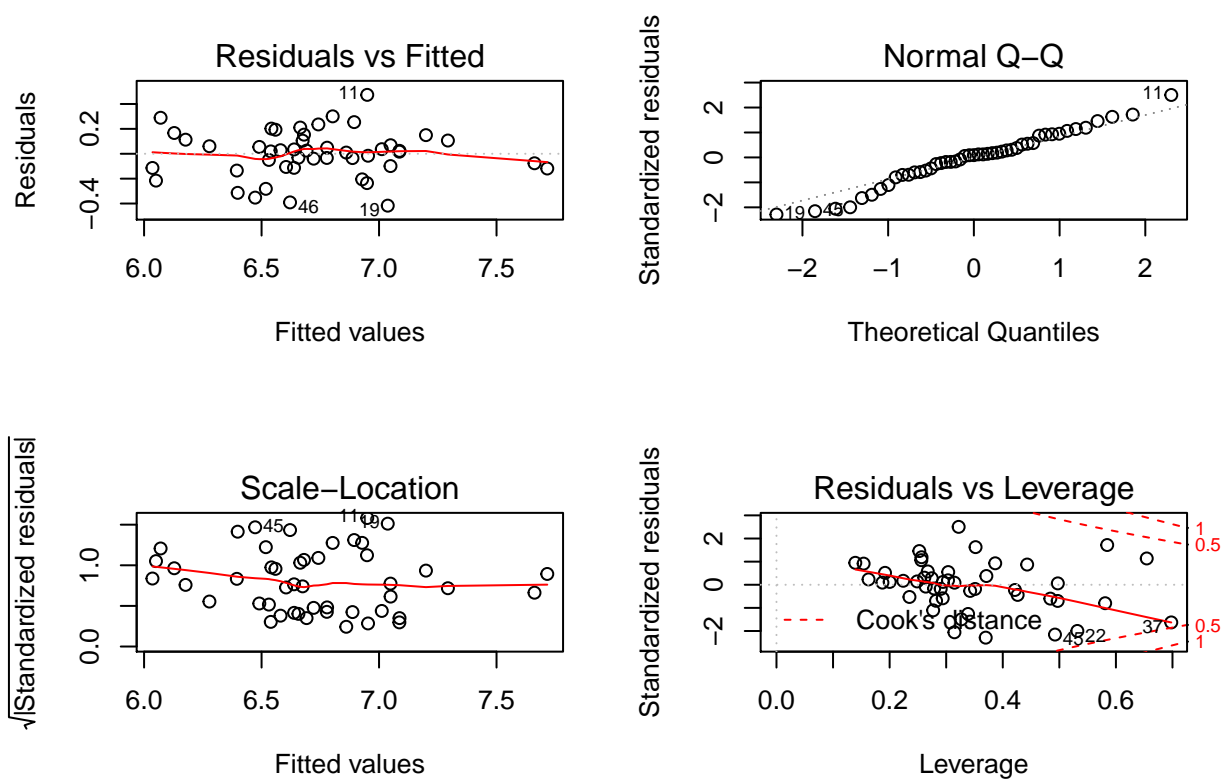 Residuals vs Fitted
Residuals
0.2
−0.4
11
46
19
6.0 6.5 7.0 7.5
Fitted values
Normal Q−Q
Standardized residuals
2
0
−2
11
19
45
−2 −1 0 1 2
Theoretical Quantiles
Scale−Location
√|Standardized residuals|
1.0
0.0
45
11
19
6.0 6.5 7.0 7.5
Fitted values
Residuals vs Leverage
Standardized residuals
2
0
−2
1
0.5
0.5
1
Cook's distance
45
22
37
0.0 0.2 0.4 0.6
Leverage